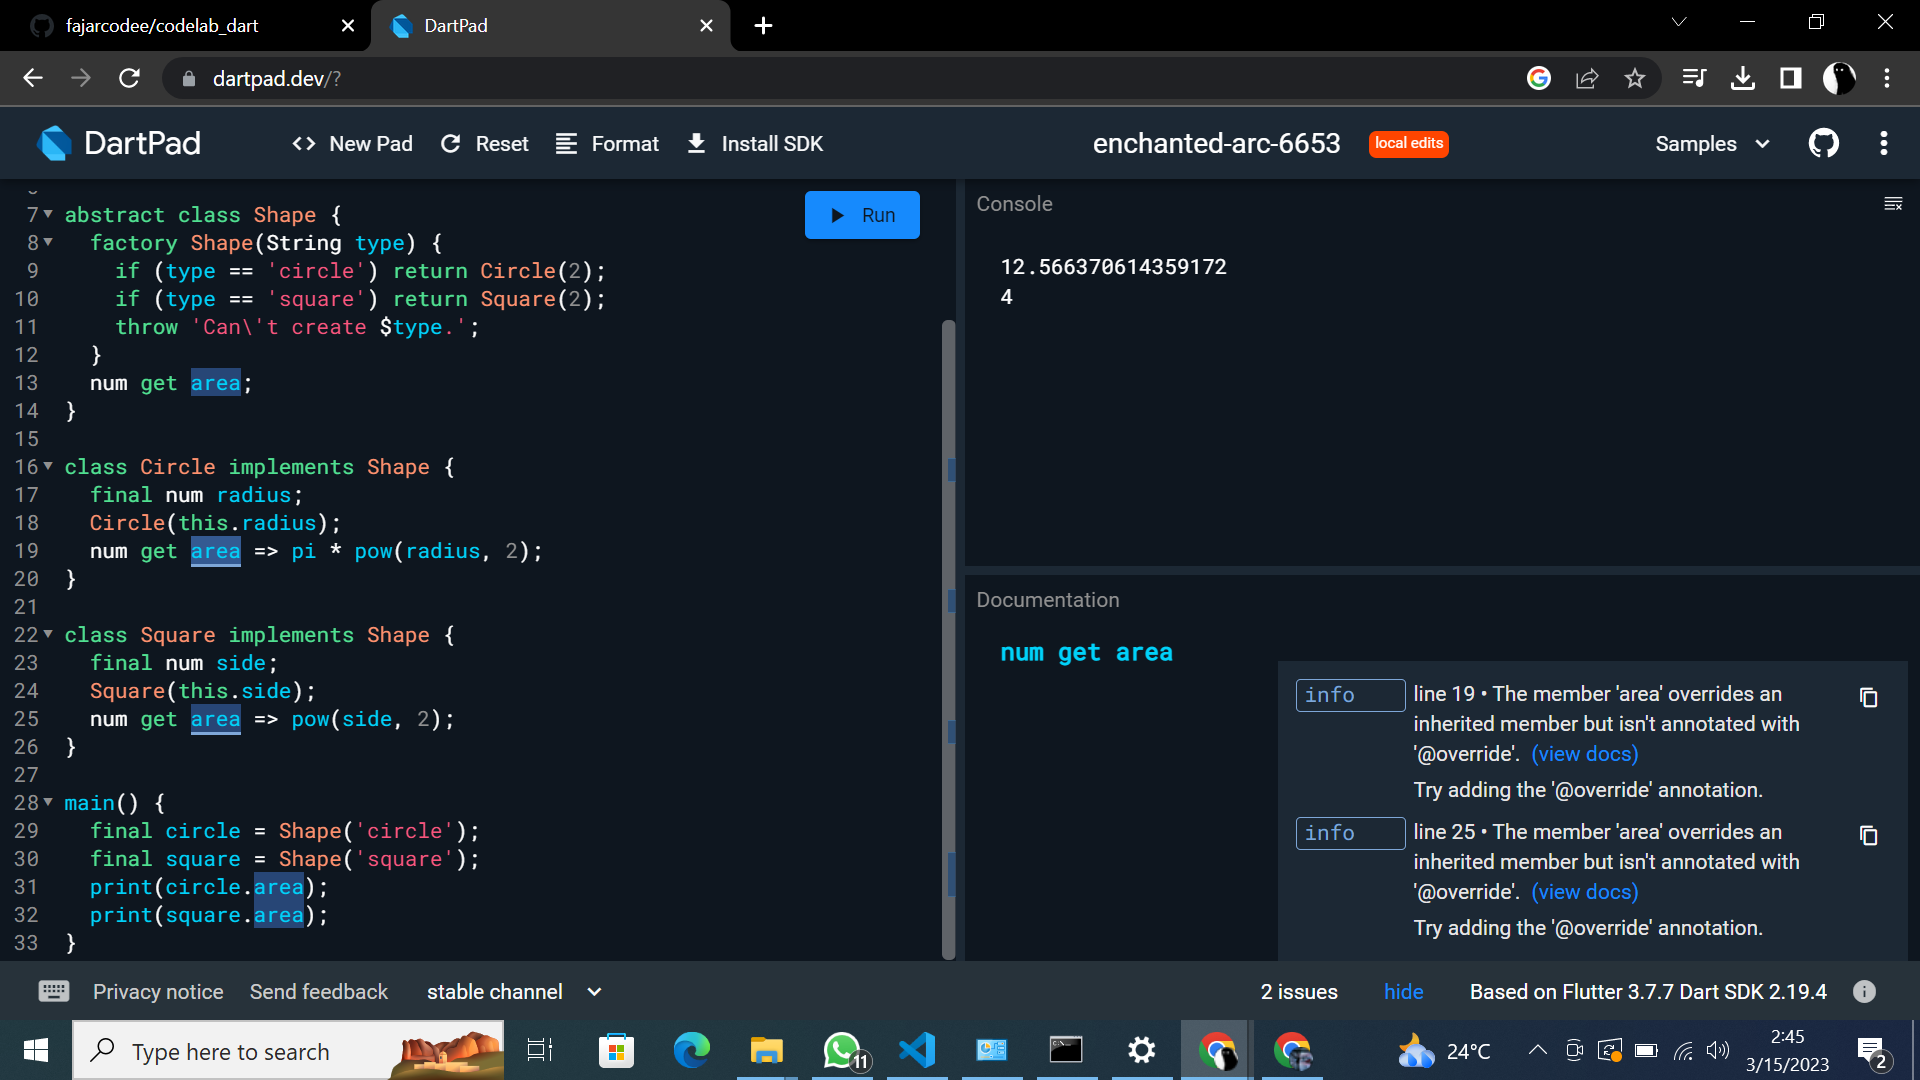 fajarcodee/codelab_dart
DartPad
dartpad.dev/?
DartPad
New Pad
Reset
Format
Install SDK
enchanted-arc-6653
local edits
Samples
7 abstract class Shape {
8 factory Shape(String type) {
9 if (type == 'circle') return Circle(2);
10 if (type == 'square') return Square(2);
11 throw 'Can\'t create $type.';
12 }
13 num get area;
14 }
15
16 class Circle implements Shape {
17 final num radius;
18 Circle(this.radius);
19 num get area => pi * pow(radius, 2);
20 }
21
22 class Square implements Shape {
23 final num side;
24 Square(this.side);
25 num get area => pow(side, 2);
26 }
27
28 main() {
29 final circle = Shape('circle');
30 final square = Shape('square');
31 print(circle.area);
32 print(square.area);
33 }
Run
Console
12.566370614359172
4
Documentation
num get area
info
line 19 • The member 'area' overrides an
inherited member but isn't annotated with
'@override'. (view docs)
Try adding the '@override' annotation.
info
line 25 • The member 'area' overrides an
inherited member but isn't annotated with
'@override'. (view docs)
Try adding the '@override' annotation.
Privacy notice
Send feedback
stable channel
2 issues
hide
Based on Flutter 3.7.7 Dart SDK 2.19.4
Type here to search
11
24°C
2:45
3/15/2023
2